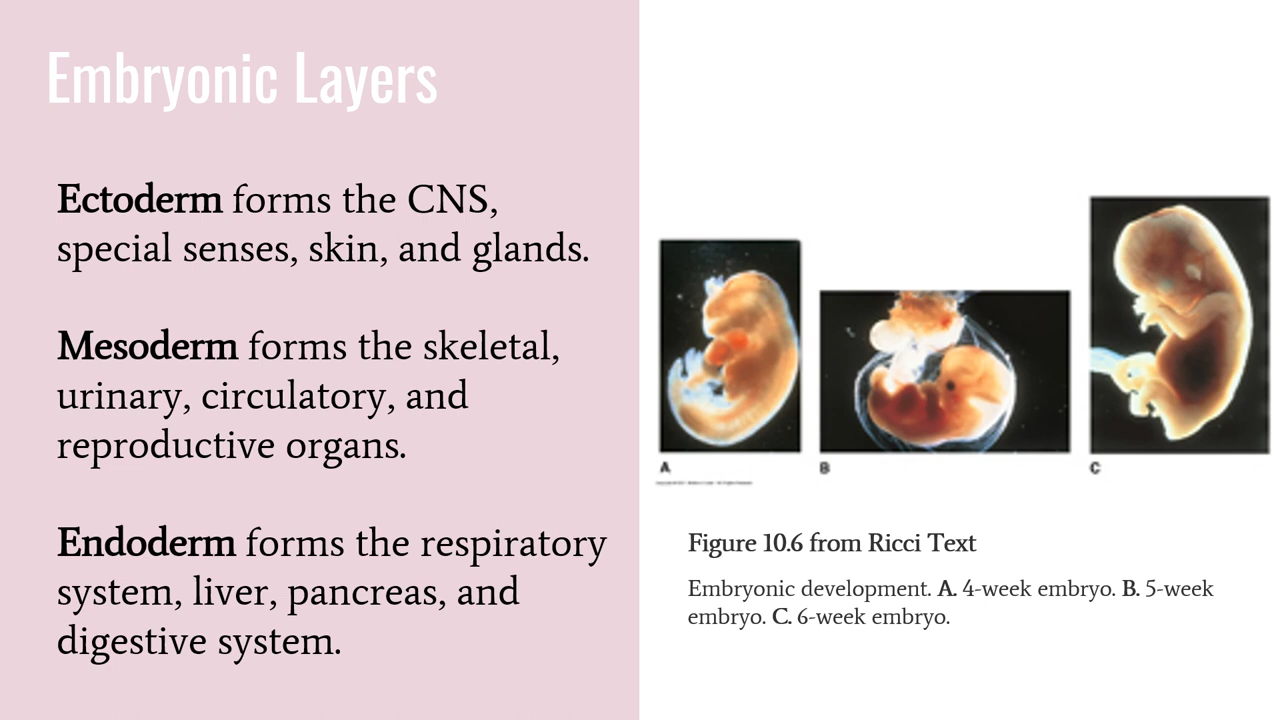 Embryonic Layers
Ectoderm forms the CNS,
special senses, skin, and glands.
Mesoderm forms the skeletal,
urinary, circulatory, and
reproductive organs.
Endoderm forms the respiratory
system, liver, pancreas, and
digestive system.
A
B
C
Figure 10.6 from Ricci Text
Embryonic development. A. 4-week embryo. B. 5-week
embryo. C. 6-week embryo.